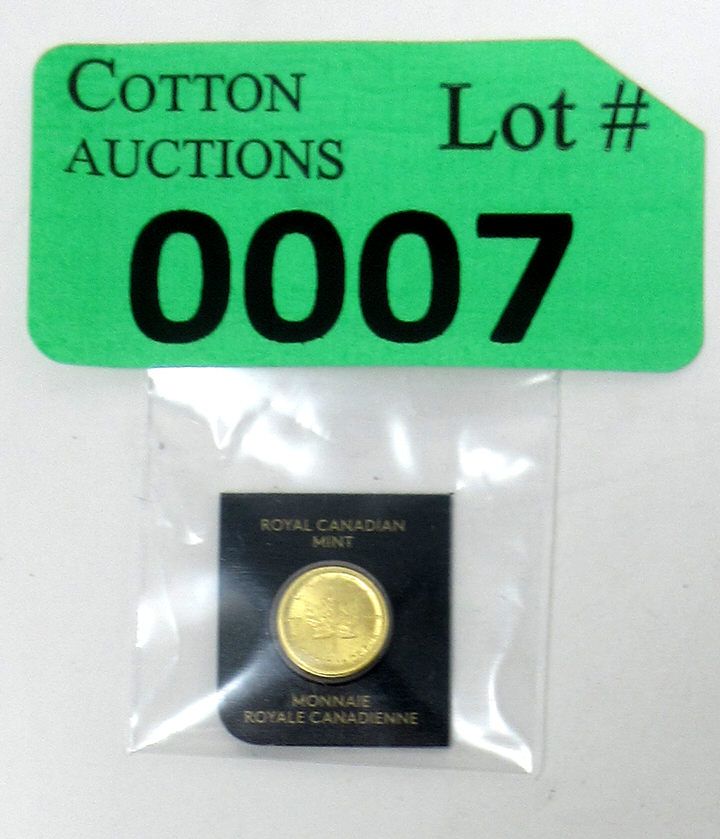 COTTON
AUCTIONS
Lot #
0007
ROYAL CANADIAN
MINT
MONNAIE
ROYALE CANADIENNE